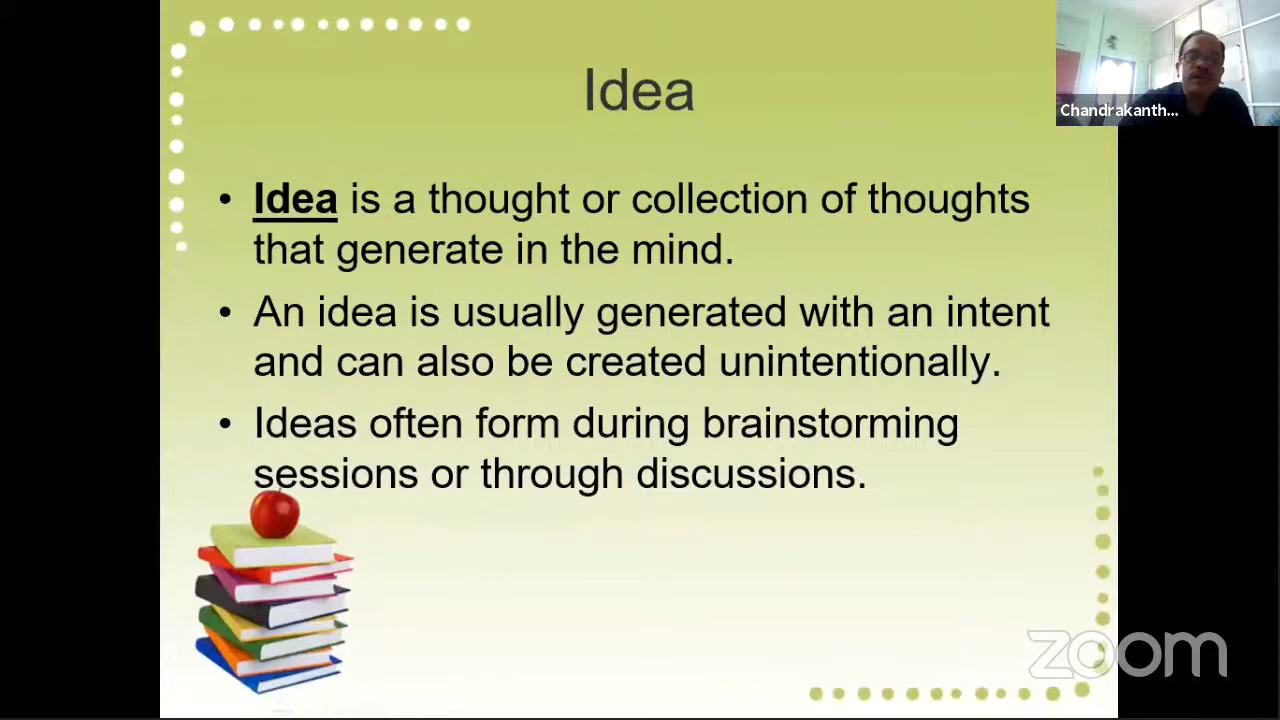 Idea
Chandrakanth...
• Idea is a thought or collection of thoughts
that generate in the mind.
• An idea is usually generated with an intent
and can also be created unintentionally.
• Ideas often form during brainstorming
sessions or through discussions.
zoom